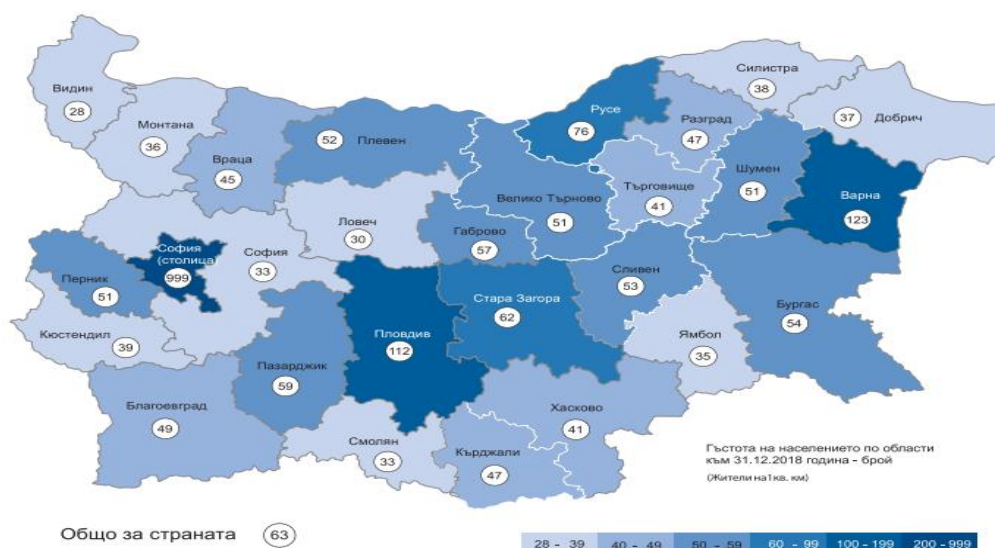 Видин
28
Монтана
36
Враца
45
Плевен
52
Ловеч
30
Велико Търново
51
Габрово
57
Русе
76
Разград
47
Силистра
38
Добрич
37
Търговище
41
Шумен
51
Варна
123
София
(столица)
999
София
33
Перник
51
Кюстендил
39
Благоевград
49
Пазарджик
59
Пловдив
112
Стара Загора
62
Сливен
53
Ямбол
35
Бургас
54
Смолян
33
Кърджали
47
Хасково
41
Гъстота на населението по области
към 31.12.2018 година - брой
(Жители на1кв. км)
Общо за страната 63
28 - 39 40 - 49 50 - 59 60 - 99 100 - 199 200 - 999